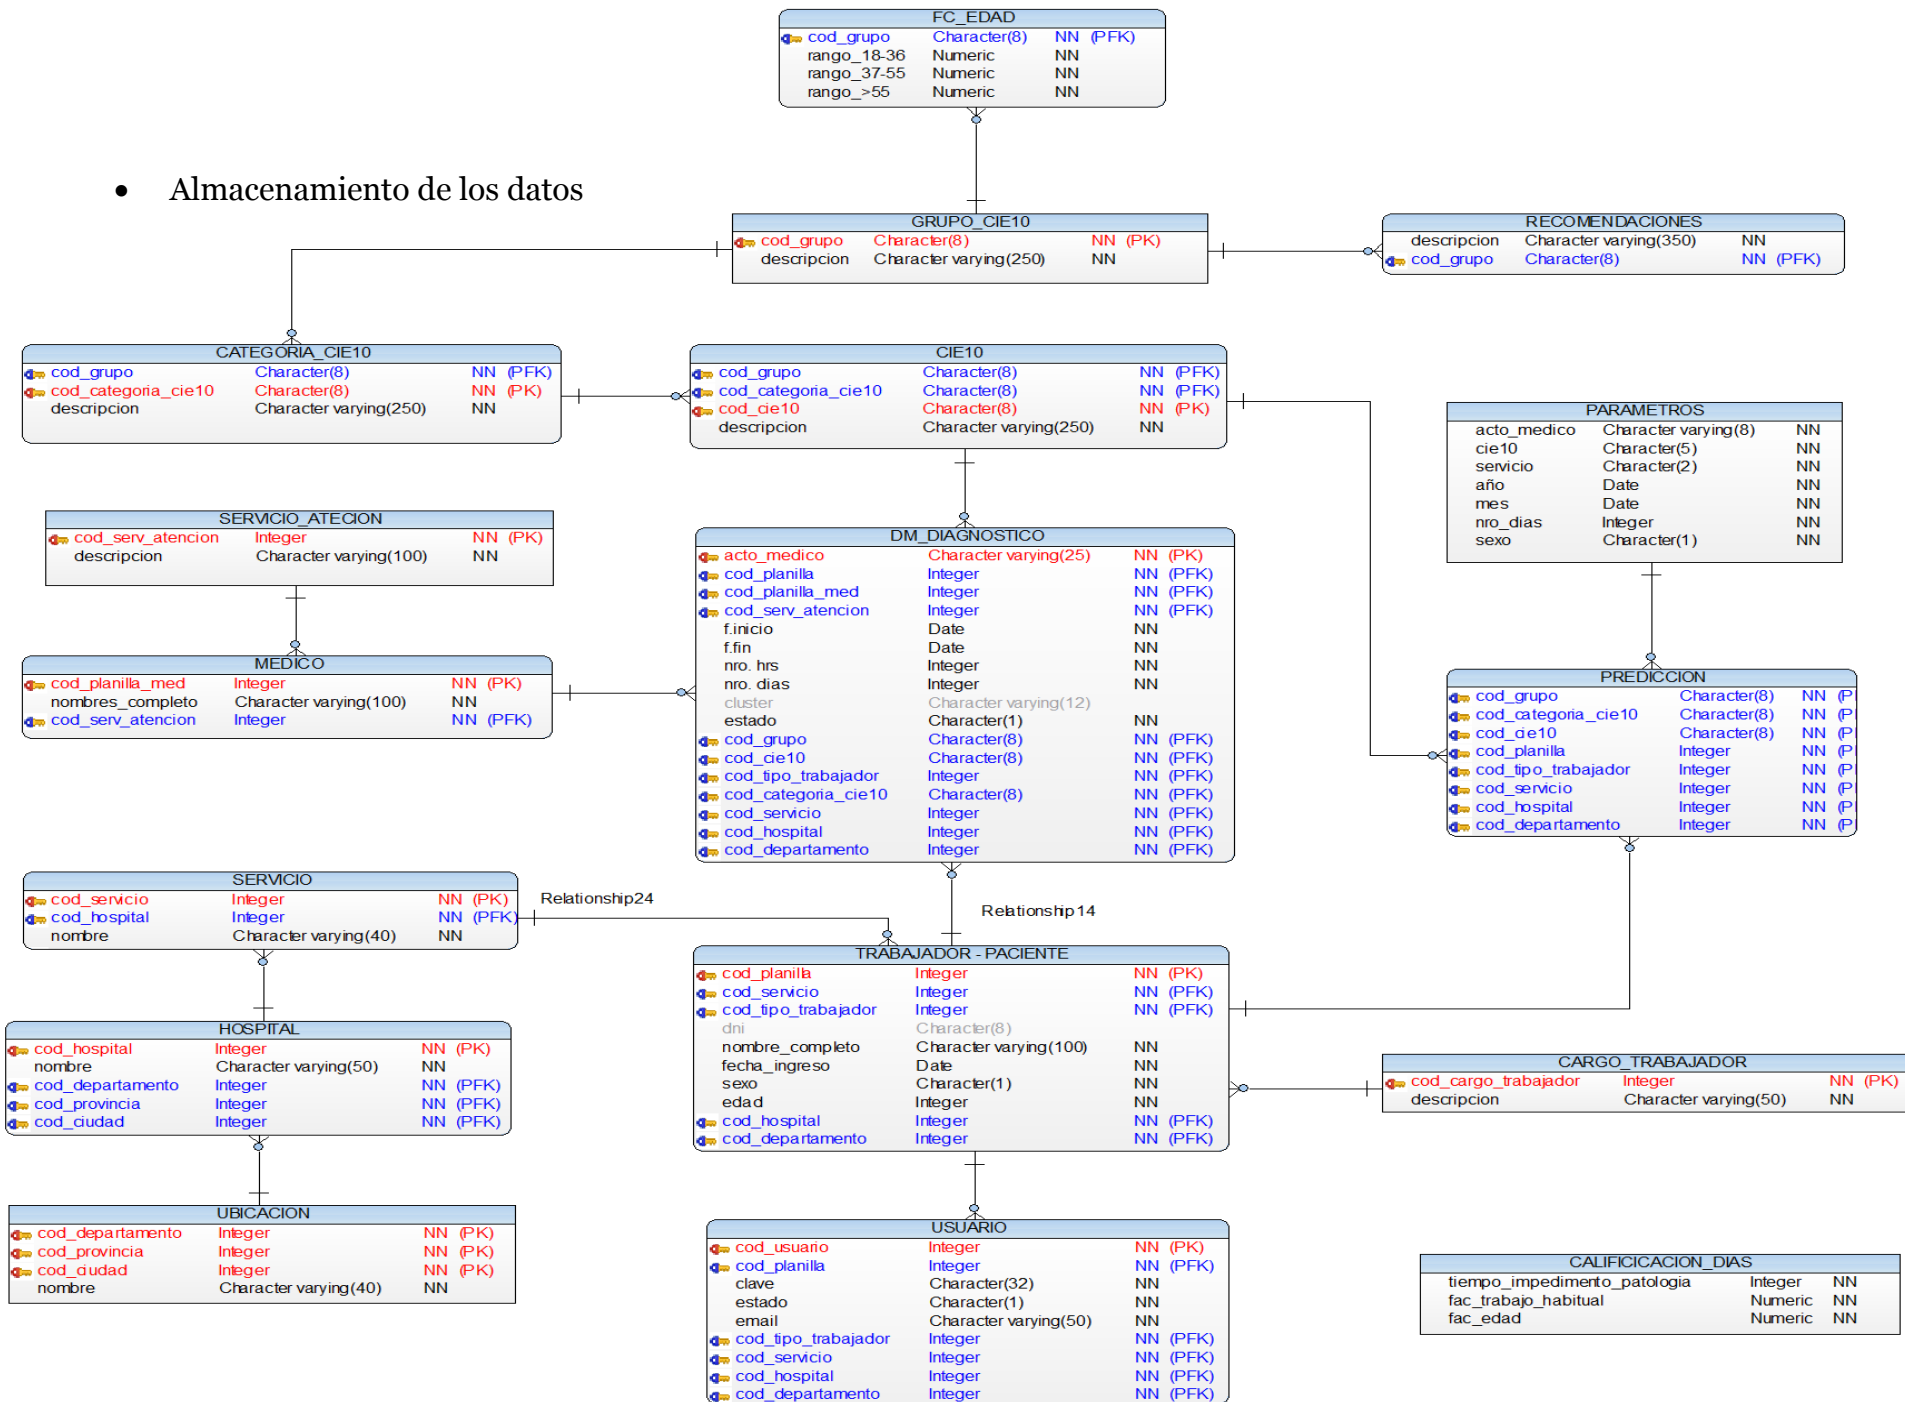 FC_EDAD
cod_grupo Character(8) NN (PFK)
rango_18-36 Numeric NN
rango_37-55 Numeric NN
rango_>55 Numeric NN
• Almacenamiento de los datos
GRUPO_CIE10
cod_grupo Character(8) NN (PK)
descripcion Character varying(250) NN
RECOMENDACIONES
descripcion Character varying(350) NN
cod_grupo Character(8) NN (PFK)
CATEGORIA_CIE10
cod_grupo Character(8) NN (PFK)
cod_categoria_cie10 Character(8) NN (PK)
descripcion Character varying(250) NN
CIE10
cod_grupo Character(8) NN (PFK)
cod_categoria_cie10 Character(8) NN (PFK)
cod_cie10 Character(8) NN (PK)
descripcion Character varying(250) NN
PARAMETROS
acto_medico Character varying(8) NN
cie10 Character(5) NN
servicio Character(2) NN
año Date NN
mes Date NN
nro_dias Integer NN
sexo Character(1) NN
SERVICIO_ATECION
cod_serv_atencion Integer NN (PK)
descripcion Character varying(100) NN
DM_DIAGNOSTICO
acto_medico Character varying(25) NN (PK)
cod_planilla Integer NN (PFK)
cod_planilla_med Integer NN (PFK)
cod_serv_atencion Integer NN (PFK)
f.inicio Date NN
f.fin Date NN
nro. hrs Integer NN
nro. dias Integer NN
cluster Character varying(12)
estado Character(1) NN
cod_grupo Character(8) NN (PFK)
cod_cie10 Character(8) NN (PFK)
cod_tipo_trabajador Integer NN (PFK)
cod_categoria_cie10 Character(8) NN (PFK)
cod_servicio Integer NN (PFK)
cod_hospital Integer NN (PFK)
cod_departamento Integer NN (PFK)
MEDICO
cod_planilla_med Integer NN (PK)
nombres_completo Character varying(100) NN
cod_serv_atencion Integer NN (PFK)
PREDICCION
cod_grupo Character(8) NN (P
cod_categoria_cie10 Character(8) NN (P
cod_cie10 Character(8) NN (P
cod_planilla Integer NN (P
cod_tipo_trabajador Integer NN (P
cod_servicio Integer NN (P
cod_hospital Integer NN (P
cod_departamento Integer NN (P
SERVICIO
cod_servicio Integer NN (PK)
cod_hospital Integer NN (PFK)
nombre Character varying(40) NN
Relationship24
Relationship14
TRABAJADOR - PACIENTE
cod_planilla Integer NN (PK)
cod_servicio Integer NN (PFK)
cod_tipo_trabajador Integer NN (PFK)
dni Character(8)
nombre_completo Character varying(100) NN
fecha_ingreso Date NN
sexo Character(1) NN
edad Integer NN
cod_hospital Integer NN (PFK)
cod_departamento Integer NN (PFK)
HOSPITAL
cod_hospital Integer NN (PK)
nombre Character varying(50) NN
cod_departamento Integer NN (PFK)
cod_provincia Integer NN (PFK)
cod_ciudad Integer NN (PFK)
CARGO_TRABAJADOR
cod_cargo_trabajador Integer NN (PK)
descripcion Character varying(50) NN
UBICACION
cod_departamento Integer NN (PK)
cod_provincia Integer NN (PK)
cod_ciudad Integer NN (PK)
nombre Character varying(40) NN
USUARIO
cod_usuario Integer NN (PK)
cod_planilla Integer NN (PFK)
clave Character(32) NN
estado Character(1) NN
email Character varying(50) NN
cod_tipo_trabajador Integer NN (PFK)
cod_servicio Integer NN (PFK)
cod_hospital Integer NN (PFK)
cod_departamento Integer NN (PFK)
CALIFICICACION_DIAS
tiempo_impedimento_patologia Integer NN
fac_trabajo_habitual Numeric NN
fac_edad Numeric NN